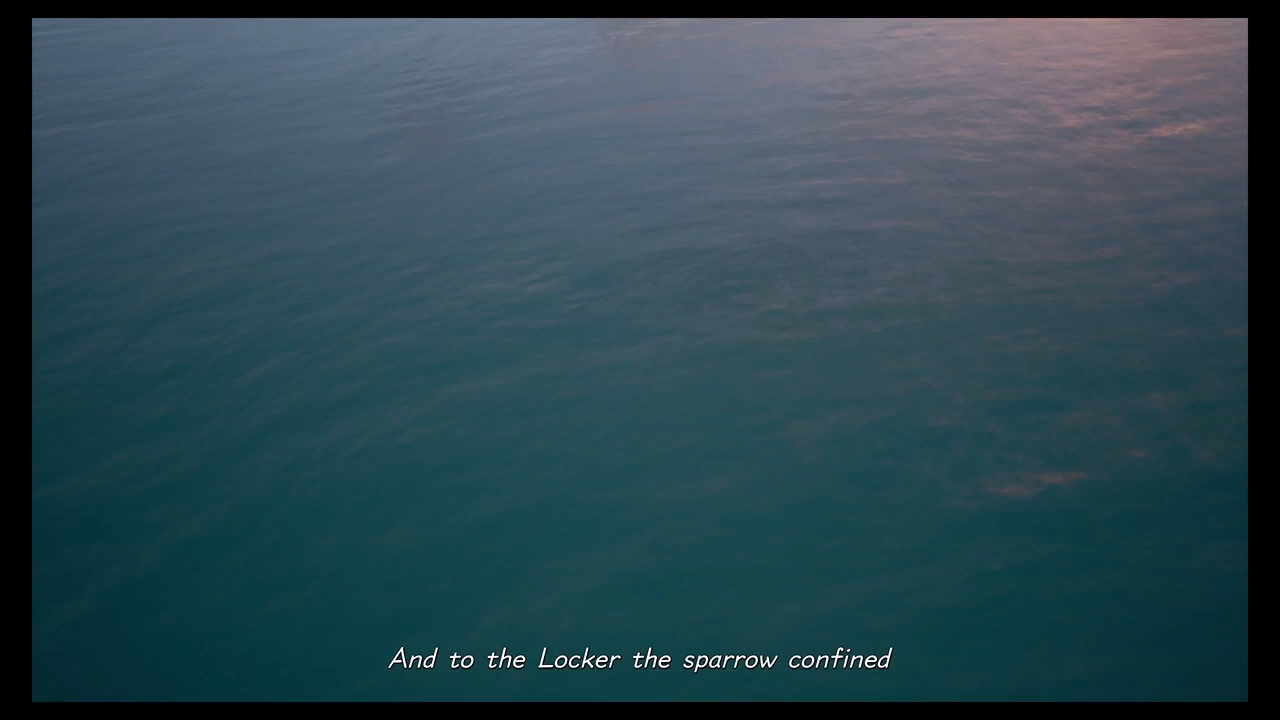 And to the Locker the sparrow confined